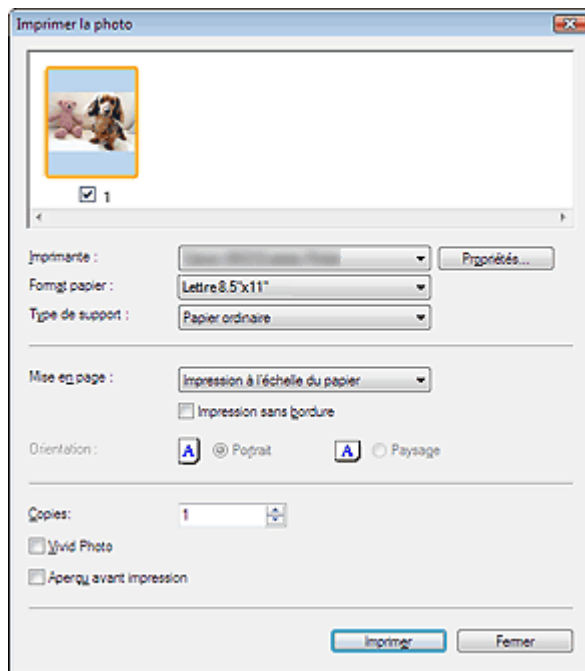 Imprimer la photo
1
Imprimante :
Propriétés...
Format papier :
Lettre 8.5"x11"
Type de support :
Papier ordinaire
Mise en page :
Impression à l'échelle du papier
Impression sans bordure
Orientation :
A
Portrait
A
Paysage
Copies:
1
Vivid Photo
Aperçu avant impression
Imprimer
Fermer